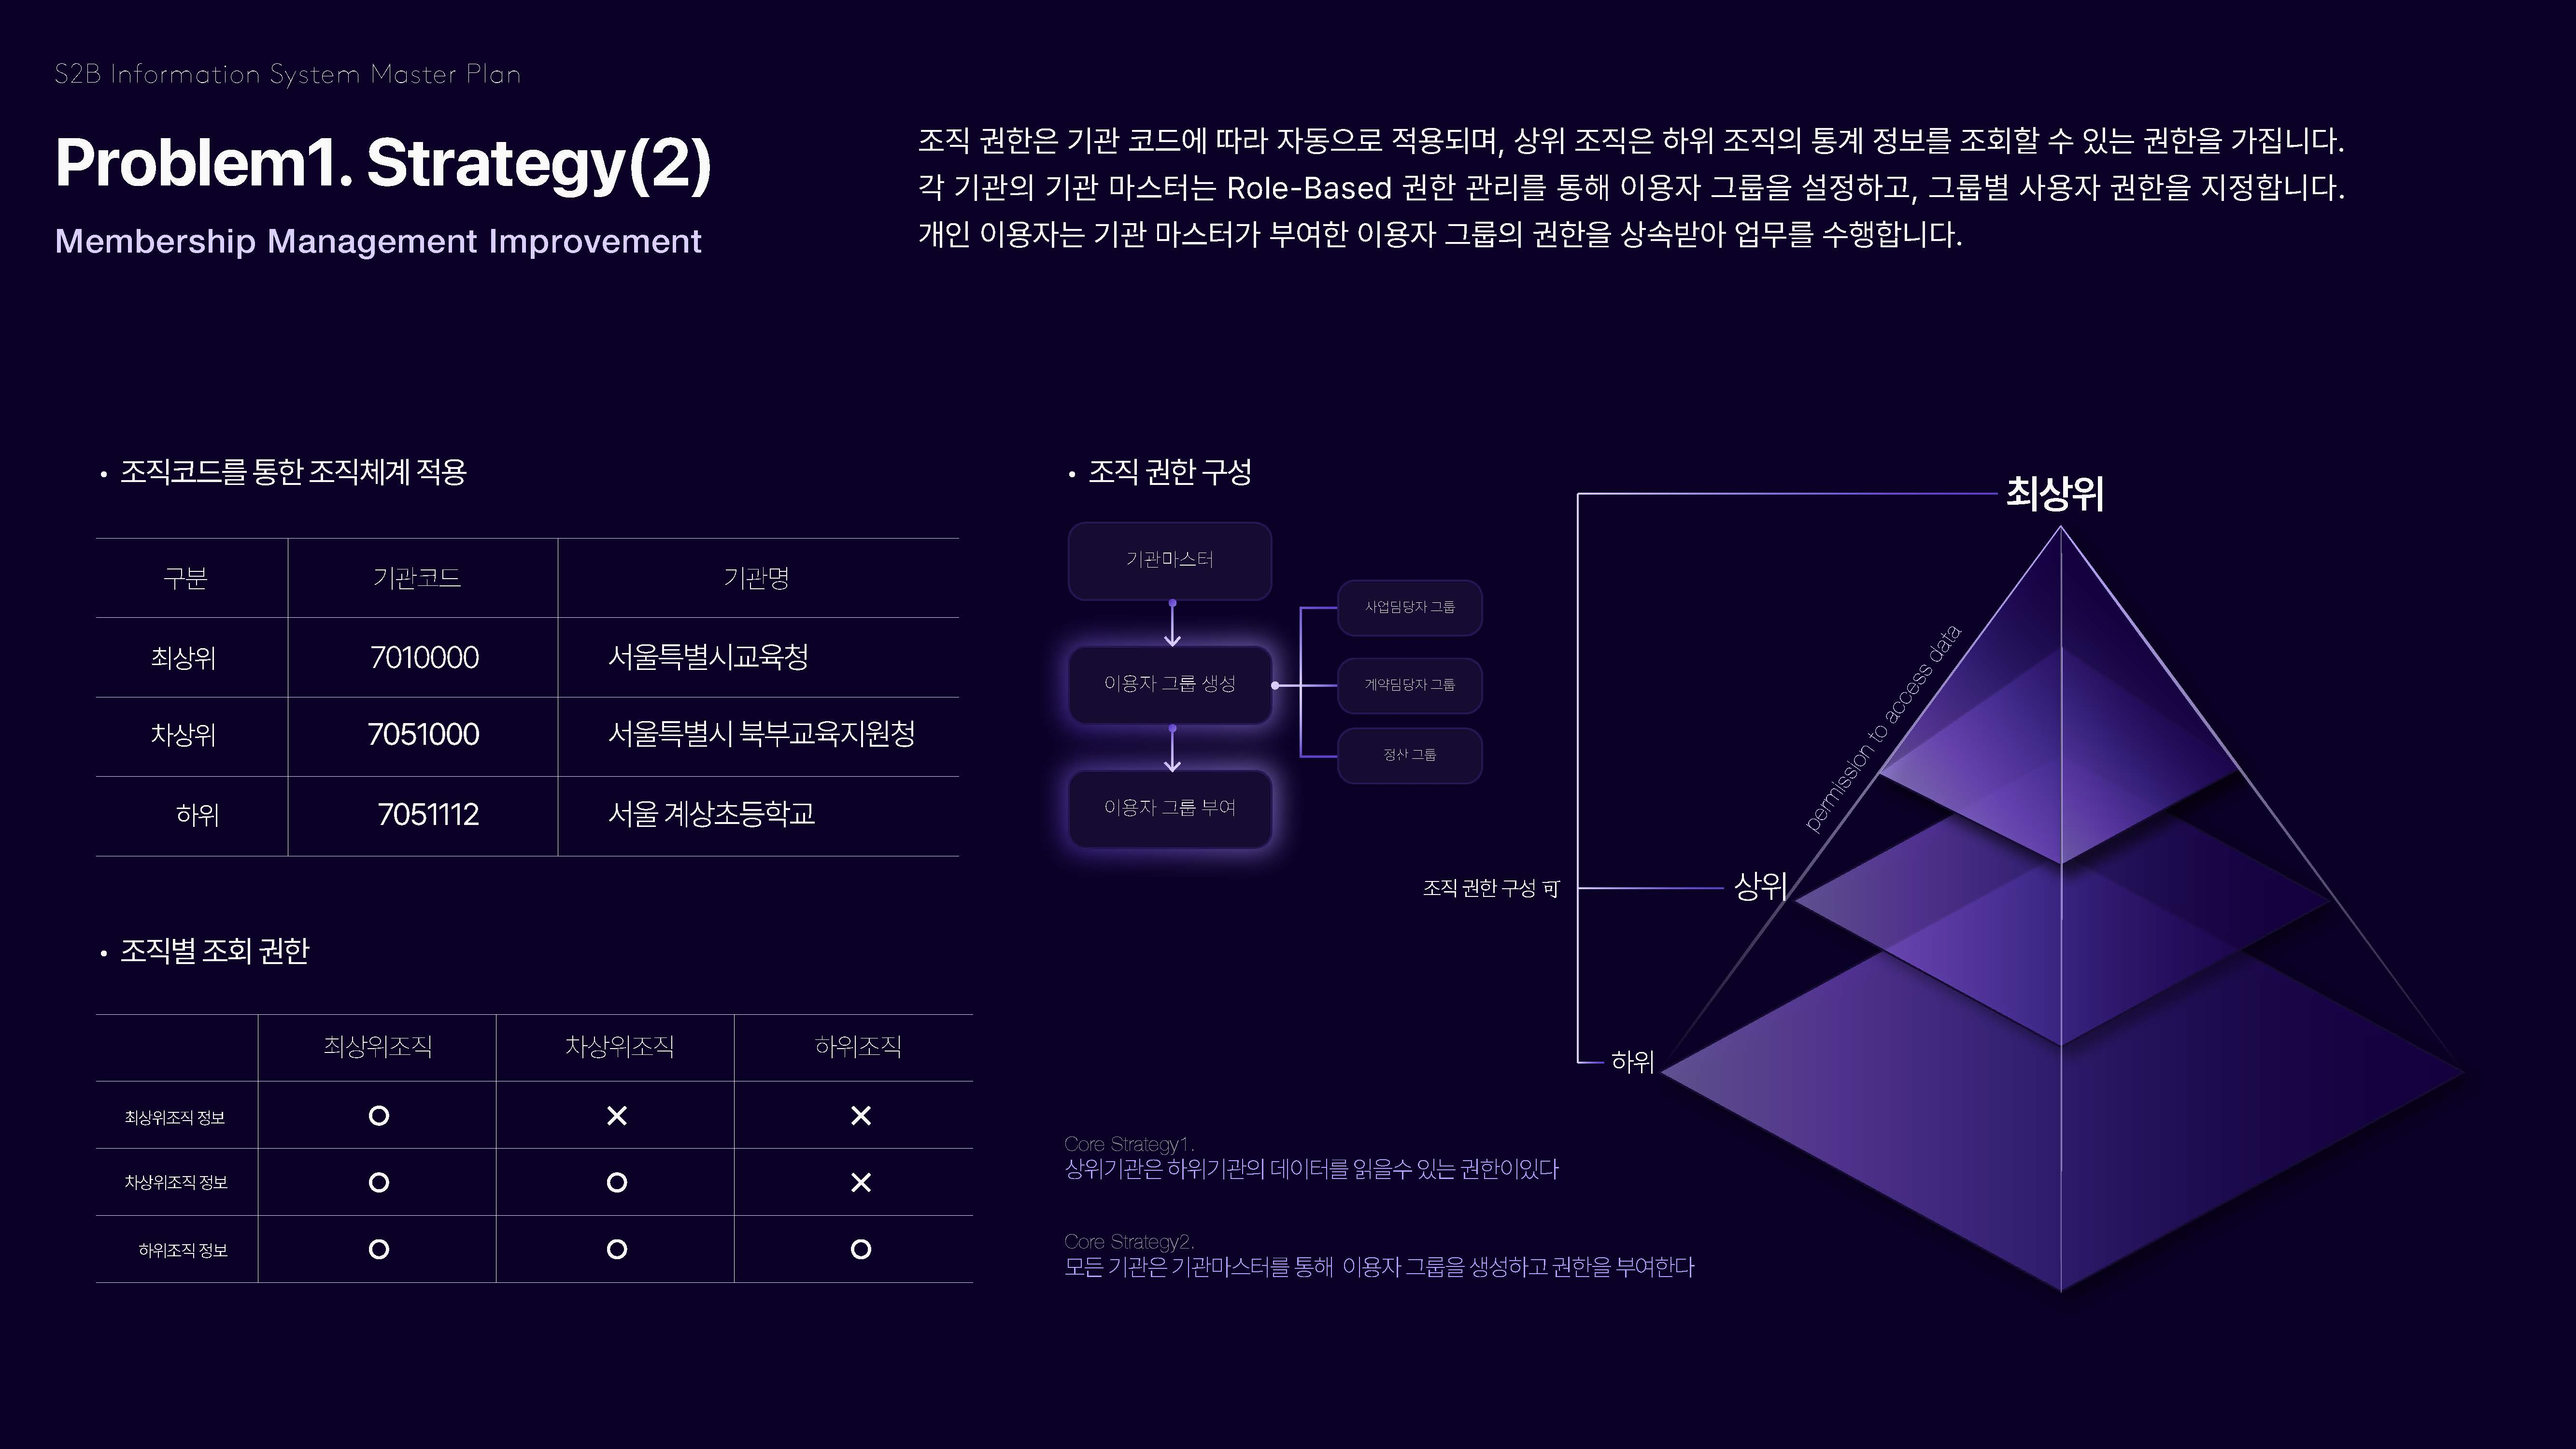 S2B Information System Master Plan
Problem1. Strategy(2)
Membership Management Improvement
조직 권한은 기관 코드에 따라 자동으로 적용되며, 상위 조직은 하위 조직의 통계 정보를 조회할 수 있는 권한을 가집니다.
각 기관의 기관 마스터는 Role-Based 권한 관리를 통해 이용자 그룹을 설정하고, 그룹별 사용자 권한을 지정합니다.
개인 이용자는 기관 마스터가 부여한 이용자 그룹의 권한을 상속받아 업무를 수행합니다.
• 조직코드를 통한 조직체계 적용
구분 기관코드 기관명
최상위 7010000 서울특별시교육청
차상위 7051000 서울특별시 북부교육지원청
하위 7051112 서울 계상초등학교
• 조직별 조회 권한
최상위조직 차상위조직 하위조직
최상위조직 정보 O X X
차상위조직 정보 O O X
하위조직 정보 O O O
• 조직 권한 구성
기관마스터
이용자 그룹 생성
이용자 그룹 부여
사업담당자 그룹
계약담당자 그룹
정산 그룹
최상위
permission to access data
조직 권한 구성 可
상위
하위
Core Strategy1.
상위기관은 하위기관의 데이터를 읽을수 있는 권한이있다
Core Strategy2.
모든 기관은 기관마스터를 통해 이용자 그룹을 생성하고 권한을 부여한다